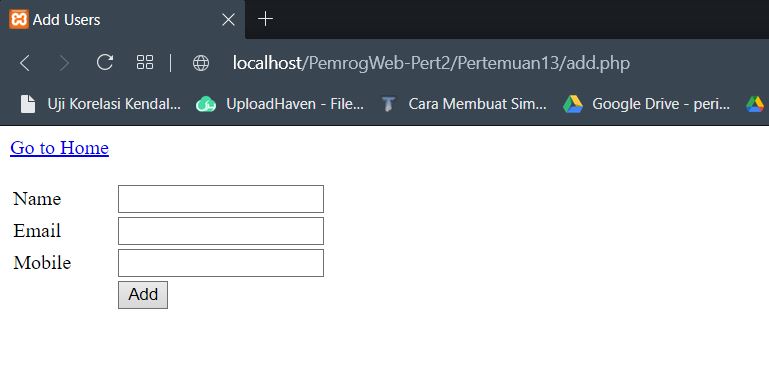 Add Users
localhost/PemrogWeb-Pert2/Pertemuan13/add.php
Uji Korelasi Kendal... UploadHaven - File... Cara Membuat Sim... Google Drive - peri...
Go to Home
Name
Email
Mobile
Add